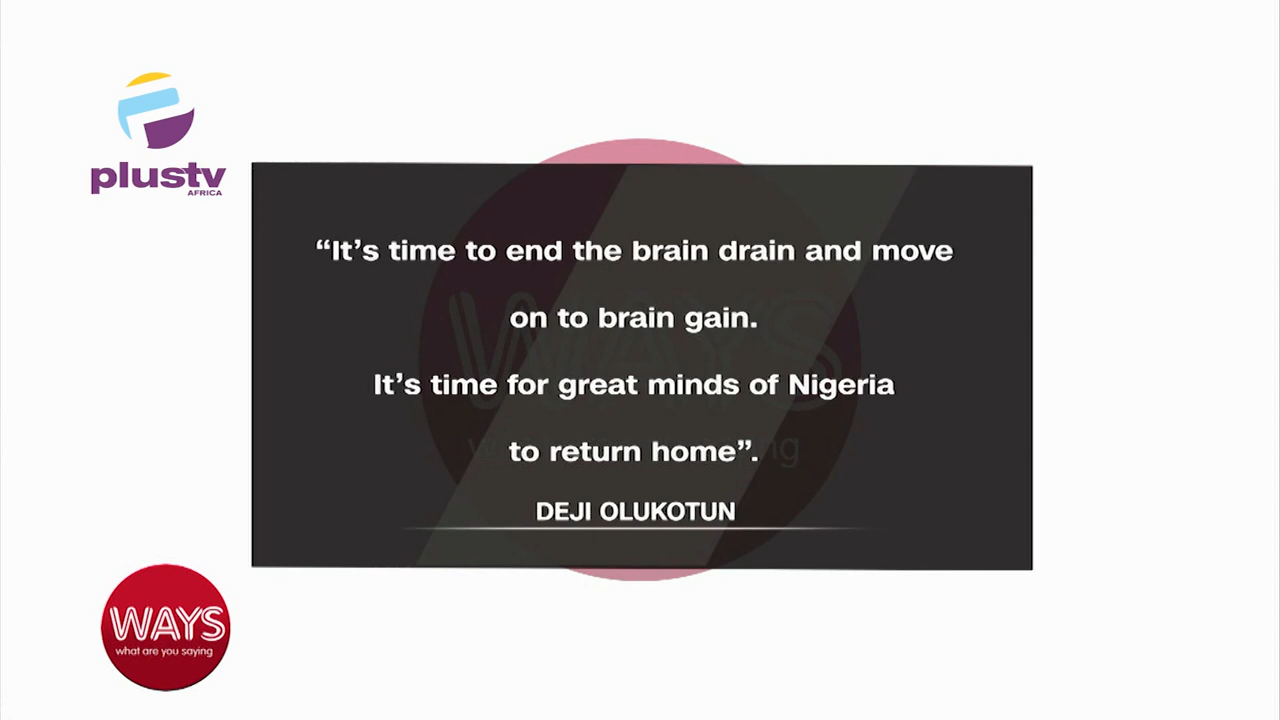 plustv
AFRICA
“It’s time to end the brain drain and move
on to brain gain.
It’s time for great minds of Nigeria
to return home”.
DEJI OLUKOTUN
WAYS
what are you saying